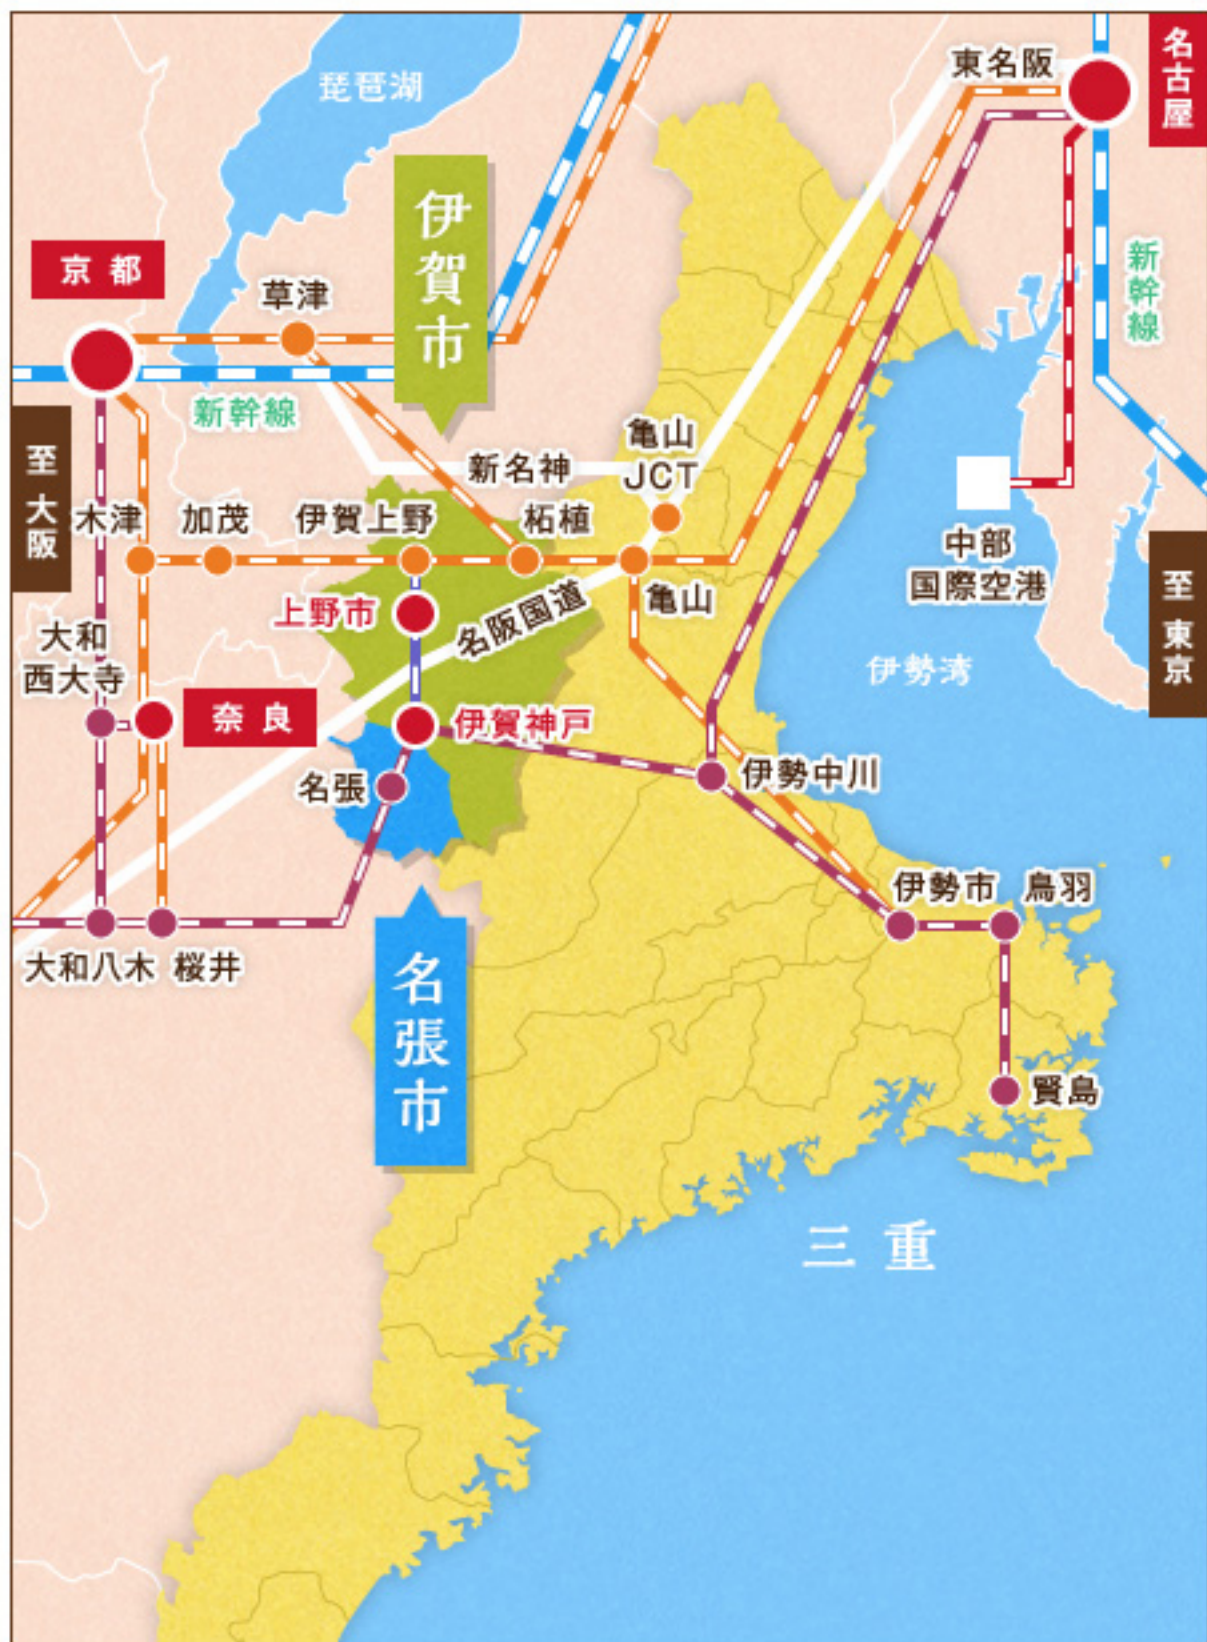 名古屋
東名阪
琵琶湖
伊賀市
京都
草津
新幹線
新幹線
至大阪
新名神
亀山
JCT
木津
加茂
伊賀上野
柘植
中部
国際空港
亀山
至東京
上野市
名阪国道
大和
西大寺
伊勢湾
奈良
伊賀神戸
名張
伊勢中川
伊勢市
鳥羽
大和八木
桜井
名張市
賢島
三重